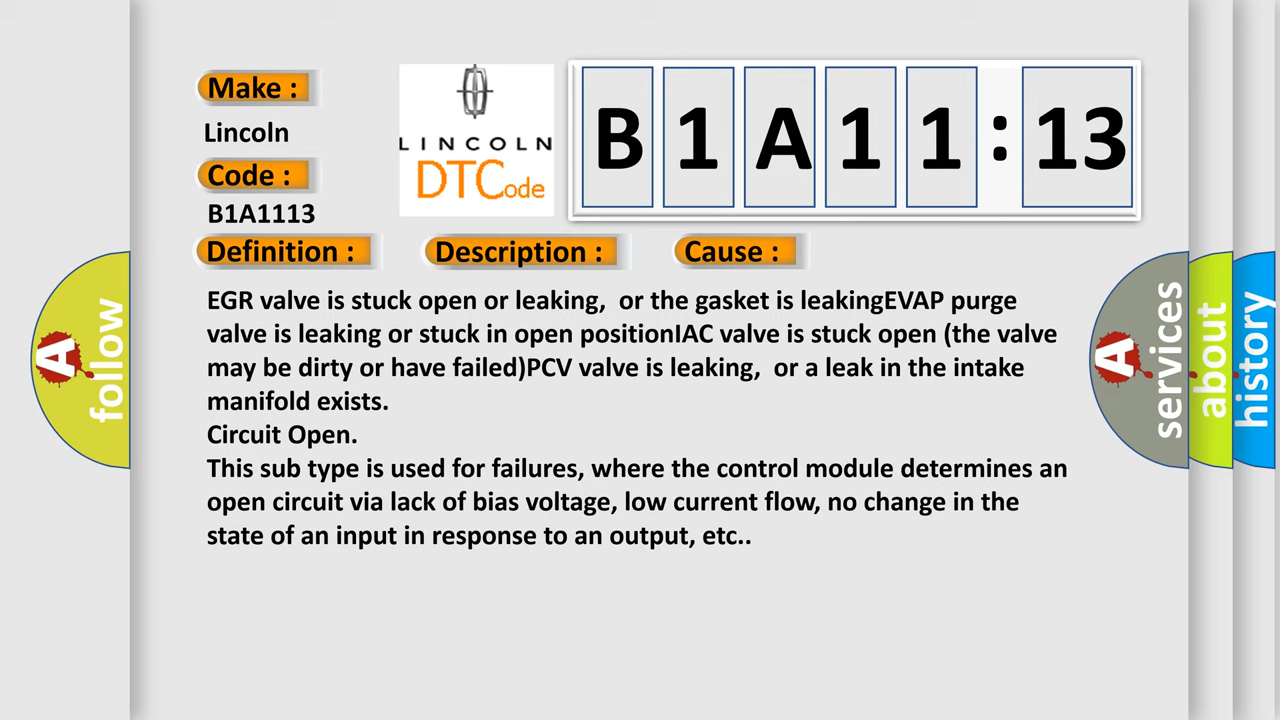 Make :
Lincoln
Code :
B1A1113
LINCOLN
DTCode
B1A11:13
Definition :
Description :
Cause :
EGR valve is stuck open or leaking,  or the gasket is leakingEVAP purge
valve is leaking or stuck in open positionIAC valve is stuck open (the valve
may be dirty or have failed)PCV valve is leaking,  or a leak in the intake
manifold exists.
Circuit Open.
This sub type is used for failures, where the control module determines an
open circuit via lack of bias voltage, low current flow, no change in the
state of an input in response to an output, etc..
A follow
A services
about
history